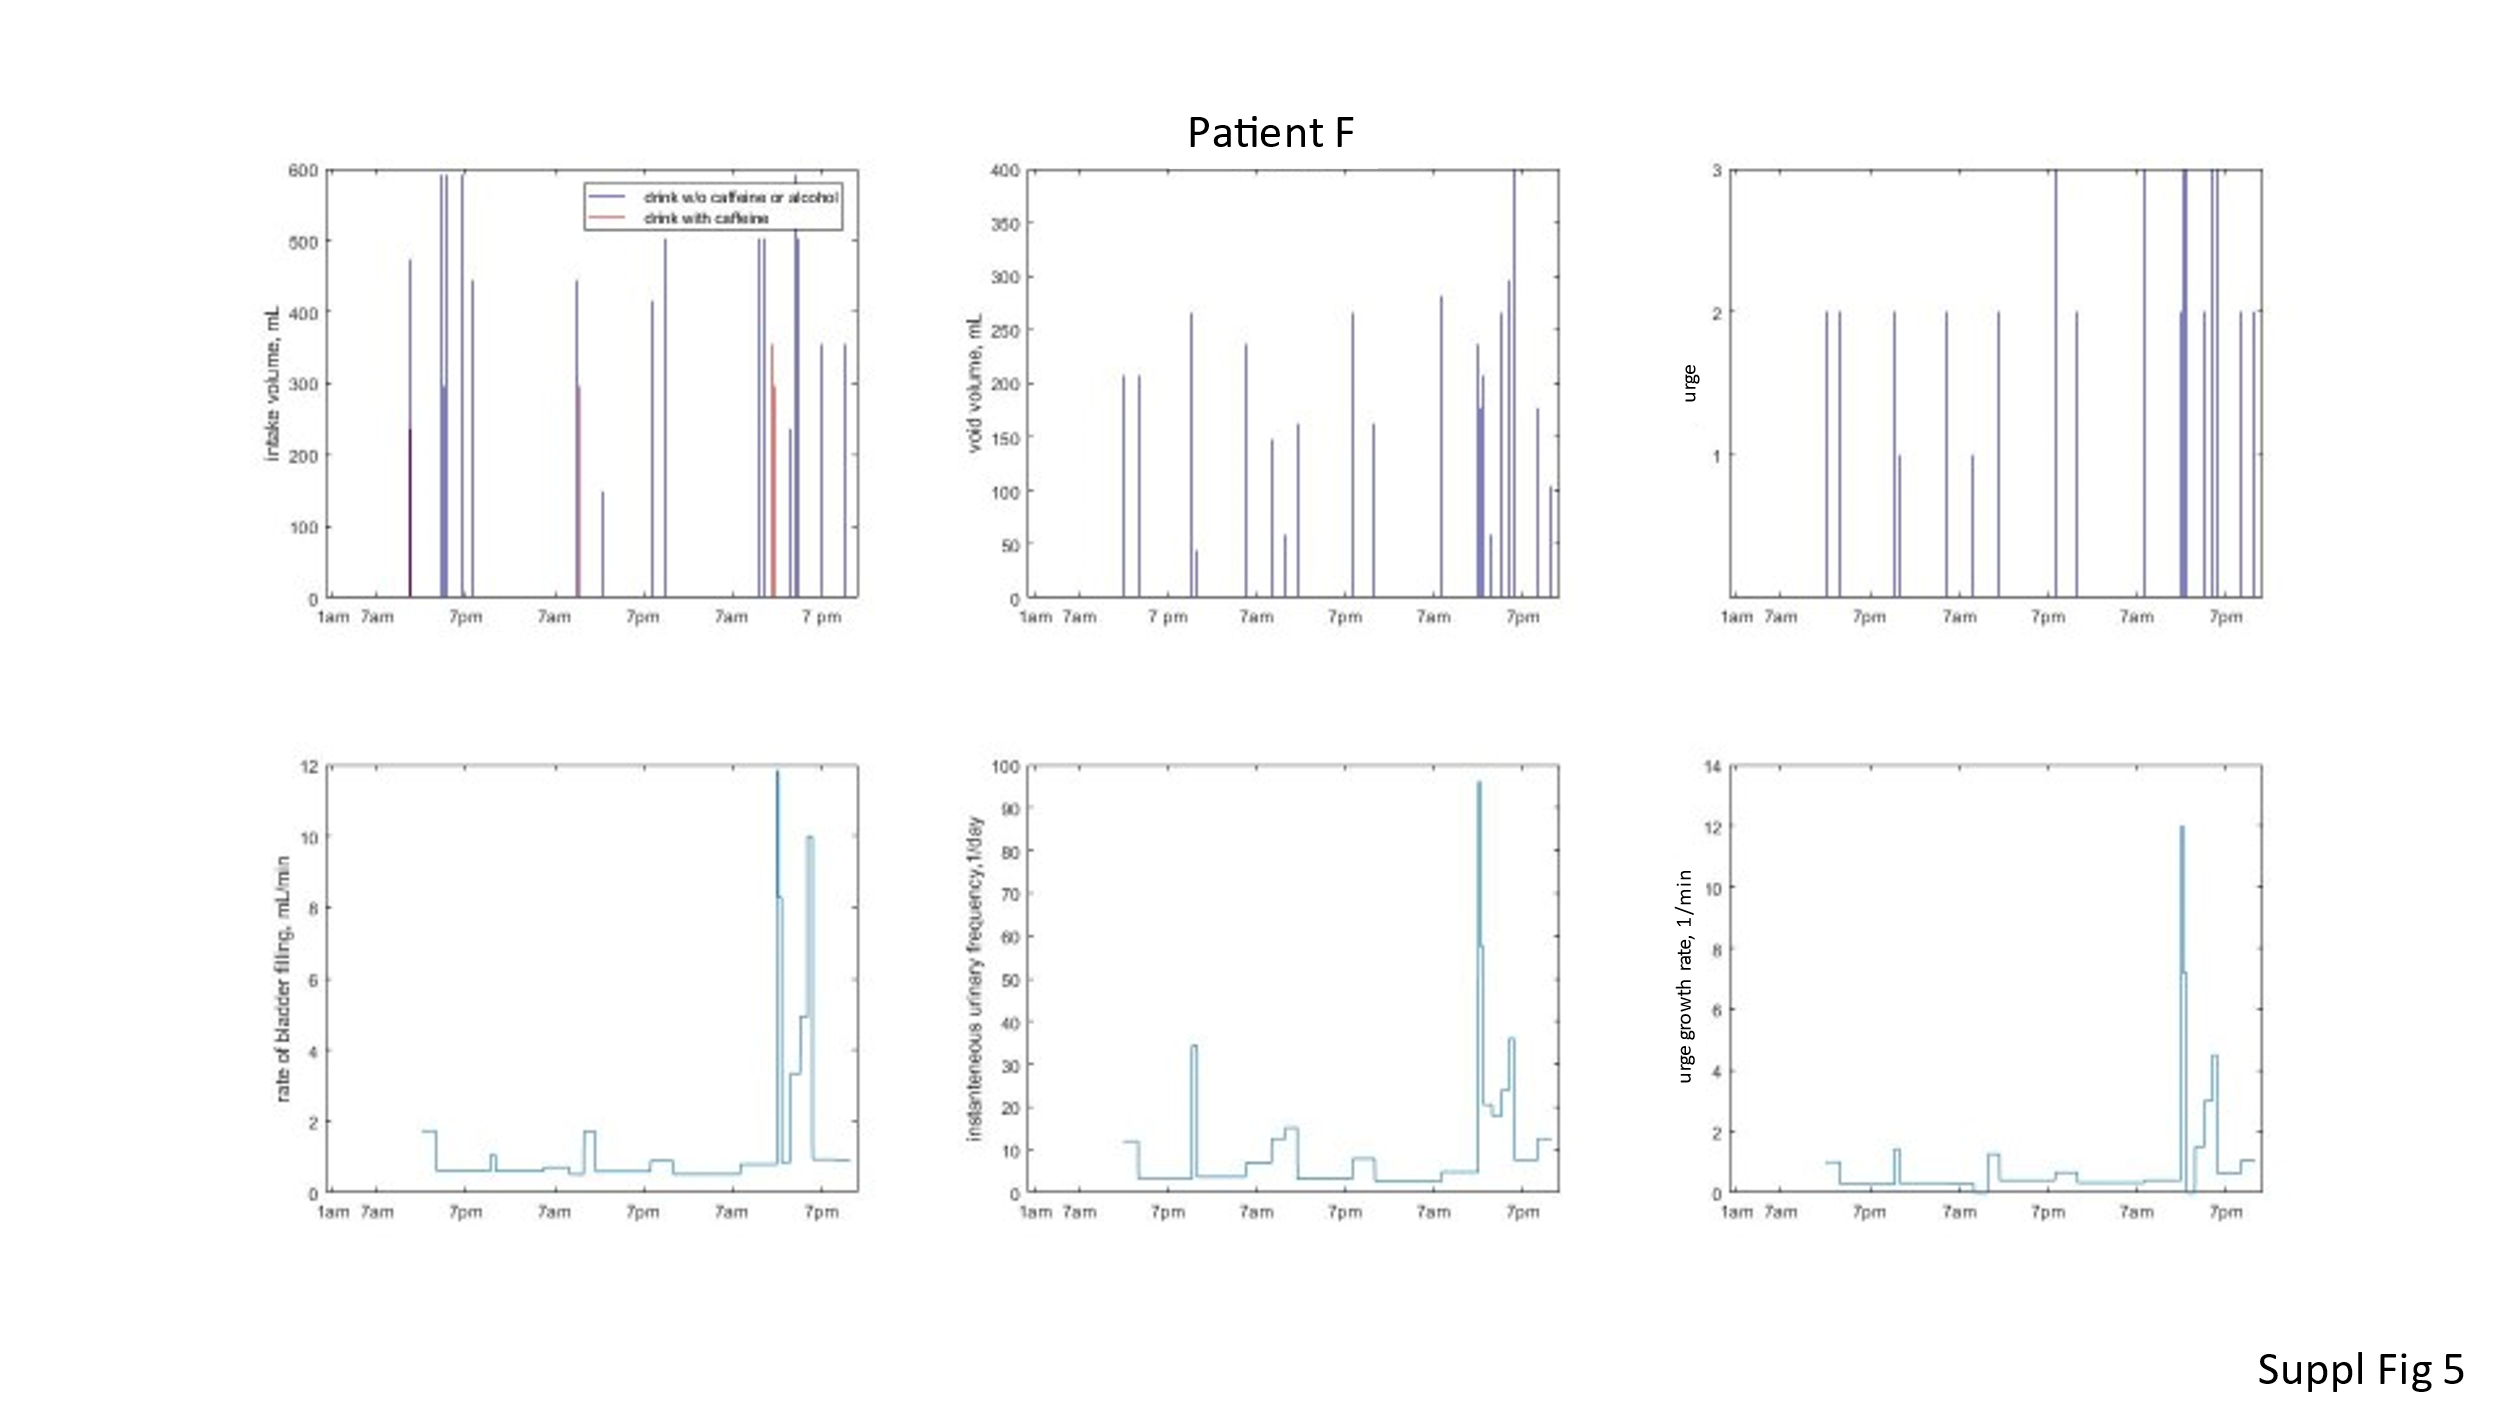 Patient F
600
500
400
300
200
100
0
intake volume, mL
drink w/o caffeine or alcohol
drink with caffeine
1am 7am 7pm 7am 7pm 7am 7 pm
400
350
300
250
200
150
100
50
0
void volume, mL
1am 7am 7 pm 7am 7pm 7am 7pm
3
2
1
urge
1am 7am 7pm 7am 7pm 7am 7pm
12
10
8
6
4
2
0
rate of bladder filling, mL/min
1am 7am 7pm 7am 7pm 7am 7pm
100
90
80
70
60
50
40
30
20
10
0
instanteneous urinary frequency,1/day
1am 7am 7pm 7am 7pm 7am 7pm
14
12
10
8
6
4
2
0
urge growth rate, 1/min
1am 7am 7pm 7am 7pm 7am 7pm
Suppl Fig 5